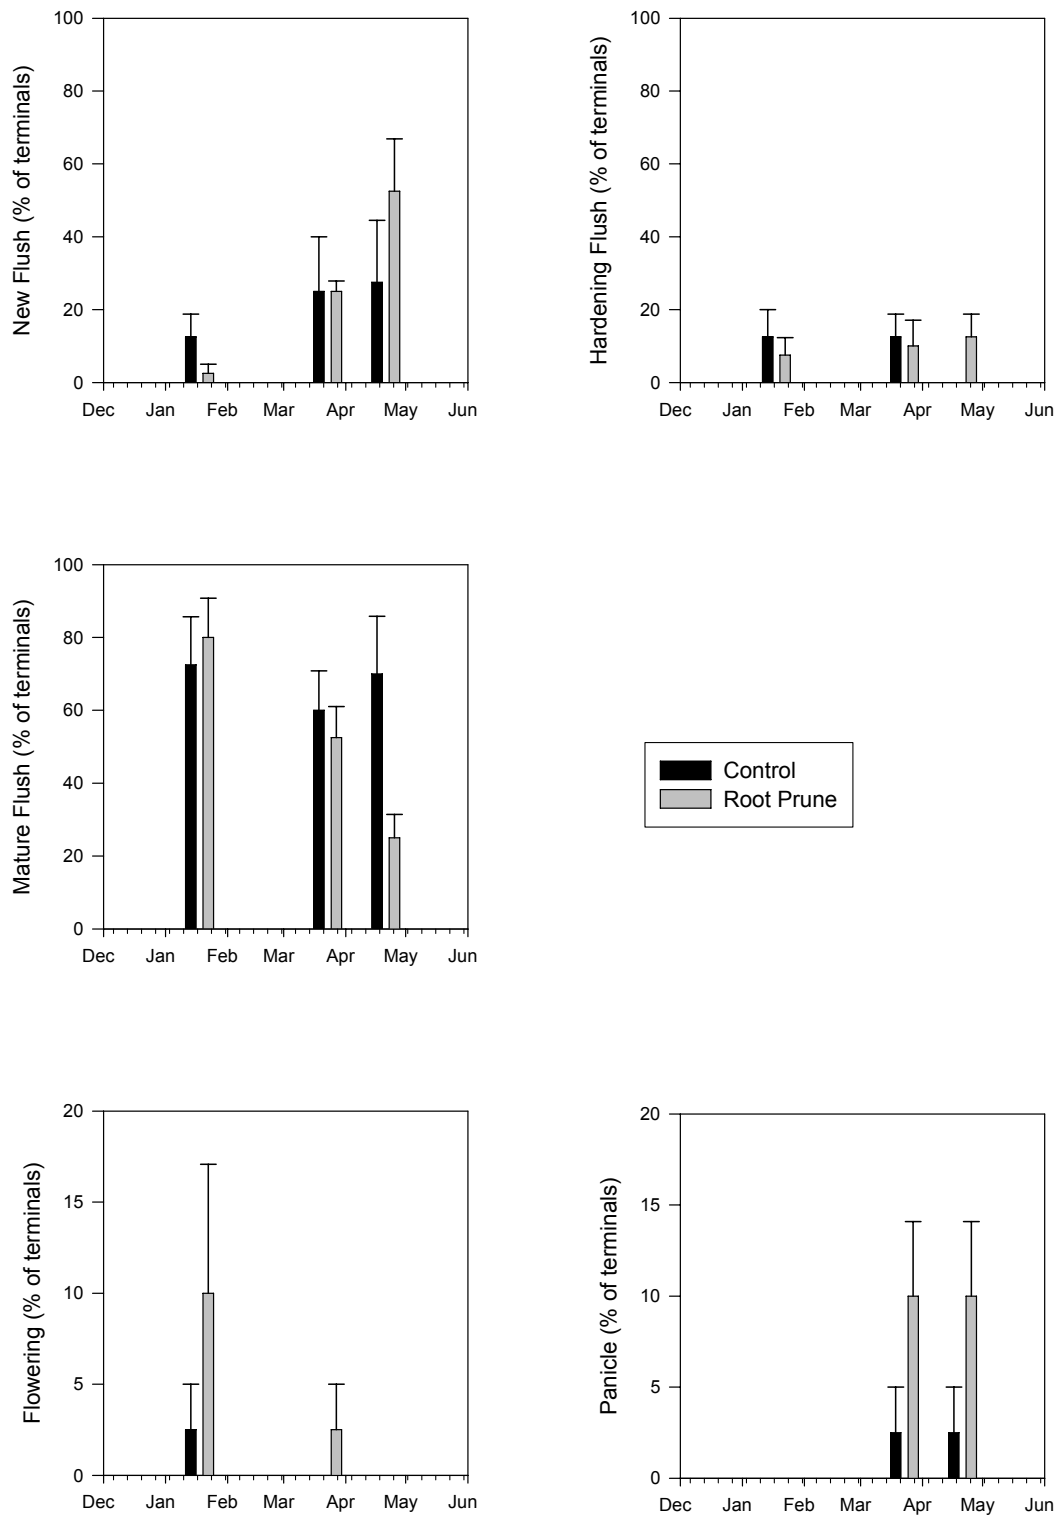 New Flush (% of terminals)
100
80
60
40
20
0
Dec Jan Feb Mar Apr May Jun
Hardening Flush (% of terminals)
100
80
60
40
20
0
Dec Jan Feb Mar Apr May Jun
Mature Flush (% of terminals)
100
80
60
40
20
0
Dec Jan Feb Mar Apr May Jun
Control
Root Prune
Flowering (% of terminals)
20
15
10
5
0
Dec Jan Feb Mar Apr May Jun
Panicle (% of terminals)
20
15
10
5
0
Dec Jan Feb Mar Apr May Jun